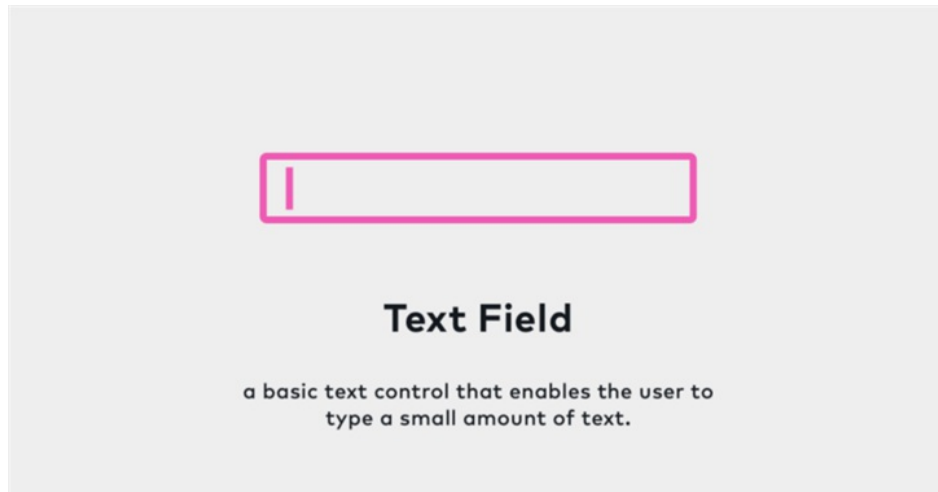 Text Field
a basic text control that enables the user to
type a small amount of text.